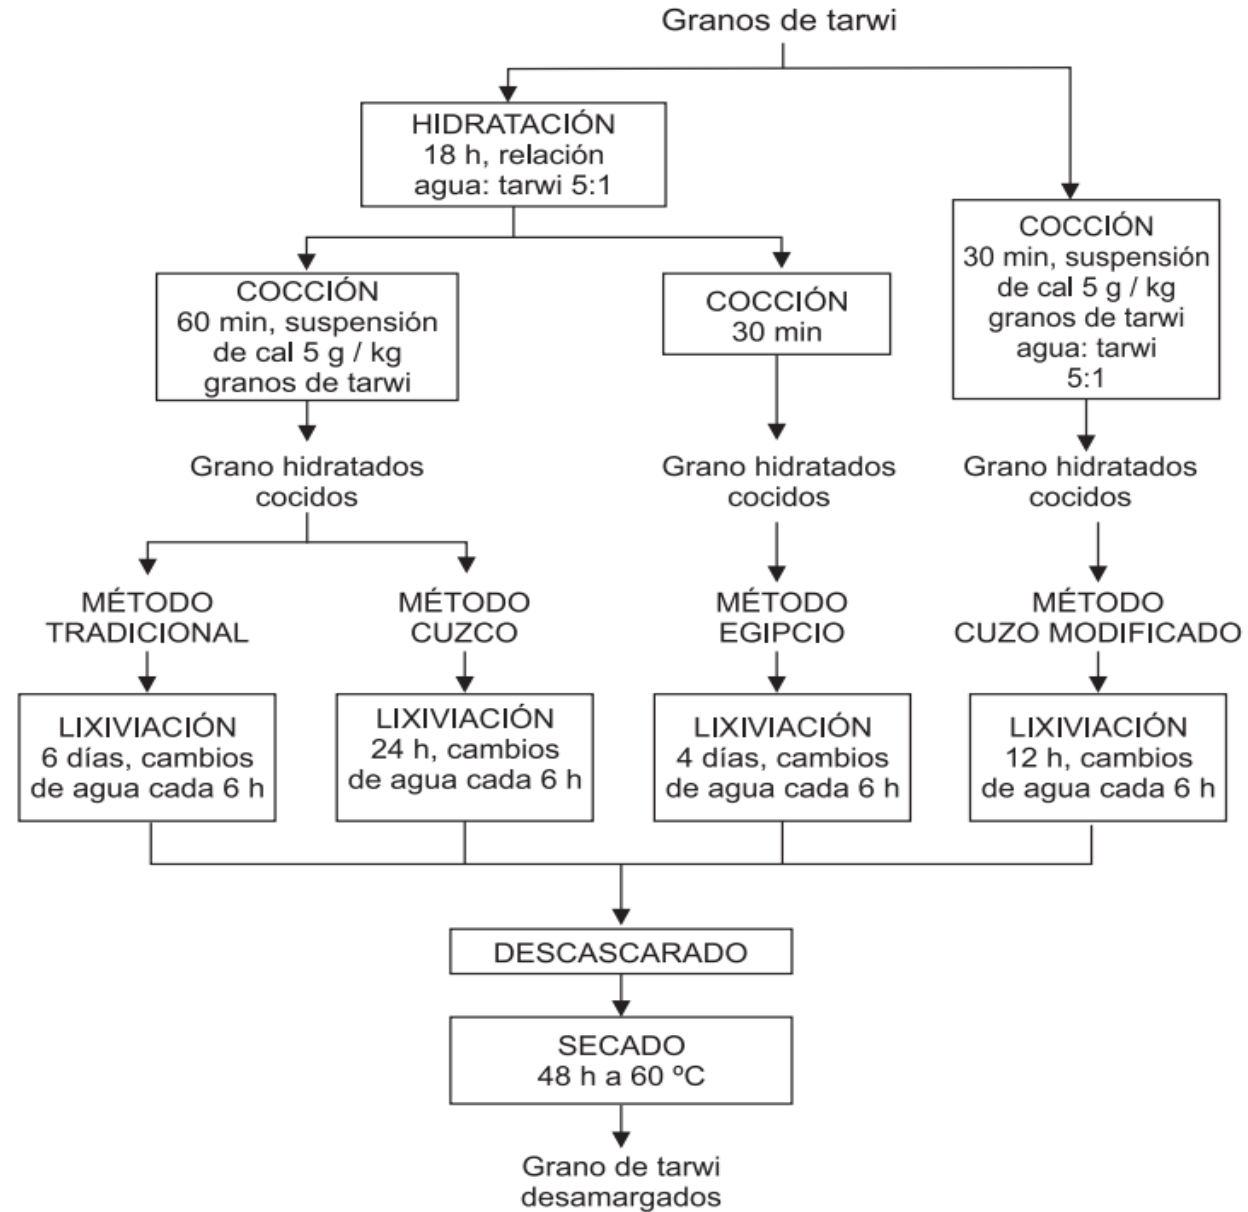 Granos de tarwi
HIDRATACIÓN
18 h, relación
agua: tarwi 5:1
COCCIÓN
60 min, suspensión
de cal 5 g / kg
granos de tarwi
COCCIÓN
30 min
COCCIÓN
30 min, suspensión
de cal 5 g / kg
granos de tarwi
agua: tarwi
5:1
Grano hidratados
cocidos
Grano hidratados
cocidos
Grano hidratados
cocidos
MÉTODO
TRADICIONAL
MÉTODO
CUZCO
MÉTODO
EGIPCIO
MÉTODO
CUZO MODIFICADO
LIXIVIACIÓN
6 días, cambios
de agua cada 6 h
LIXIVIACIÓN
24 h, cambios
de agua cada 6 h
LIXIVIACIÓN
4 días, cambios
de agua cada 6 h
LIXIVIACIÓN
12 h, cambios
de agua cada 6 h
DESCASCARADO
SECADO
48 h a 60 ºC
Grano de tarwi
desamargados